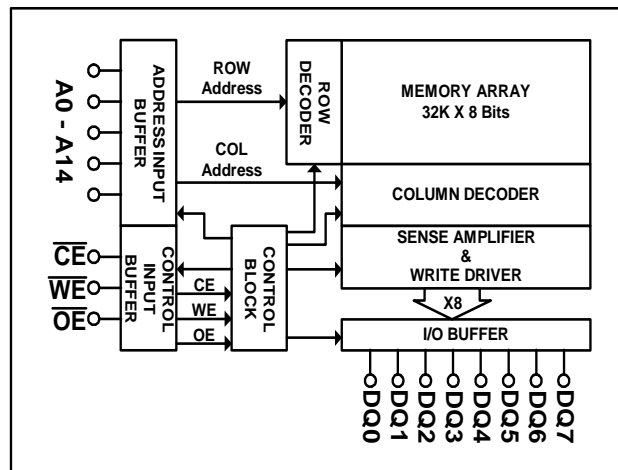 A0 - A14
ADDRESS INPUT
BUFFER
ROW
Address
COL
Address
ROW
DECODER
MEMORY ARRAY
32K X 8 Bits
COLUMN DECODER
SENSE AMPLIFIER
&
WRITE DRIVER
X8
I/O BUFFER
CE
WE
OE
CONTROL
INPUT
BUFFER
CE
WE
OE
CONTROL
BLOCK
DQ0
DQ1
DQ2
DQ3
DQ4
DQ5
DQ6
DQ7